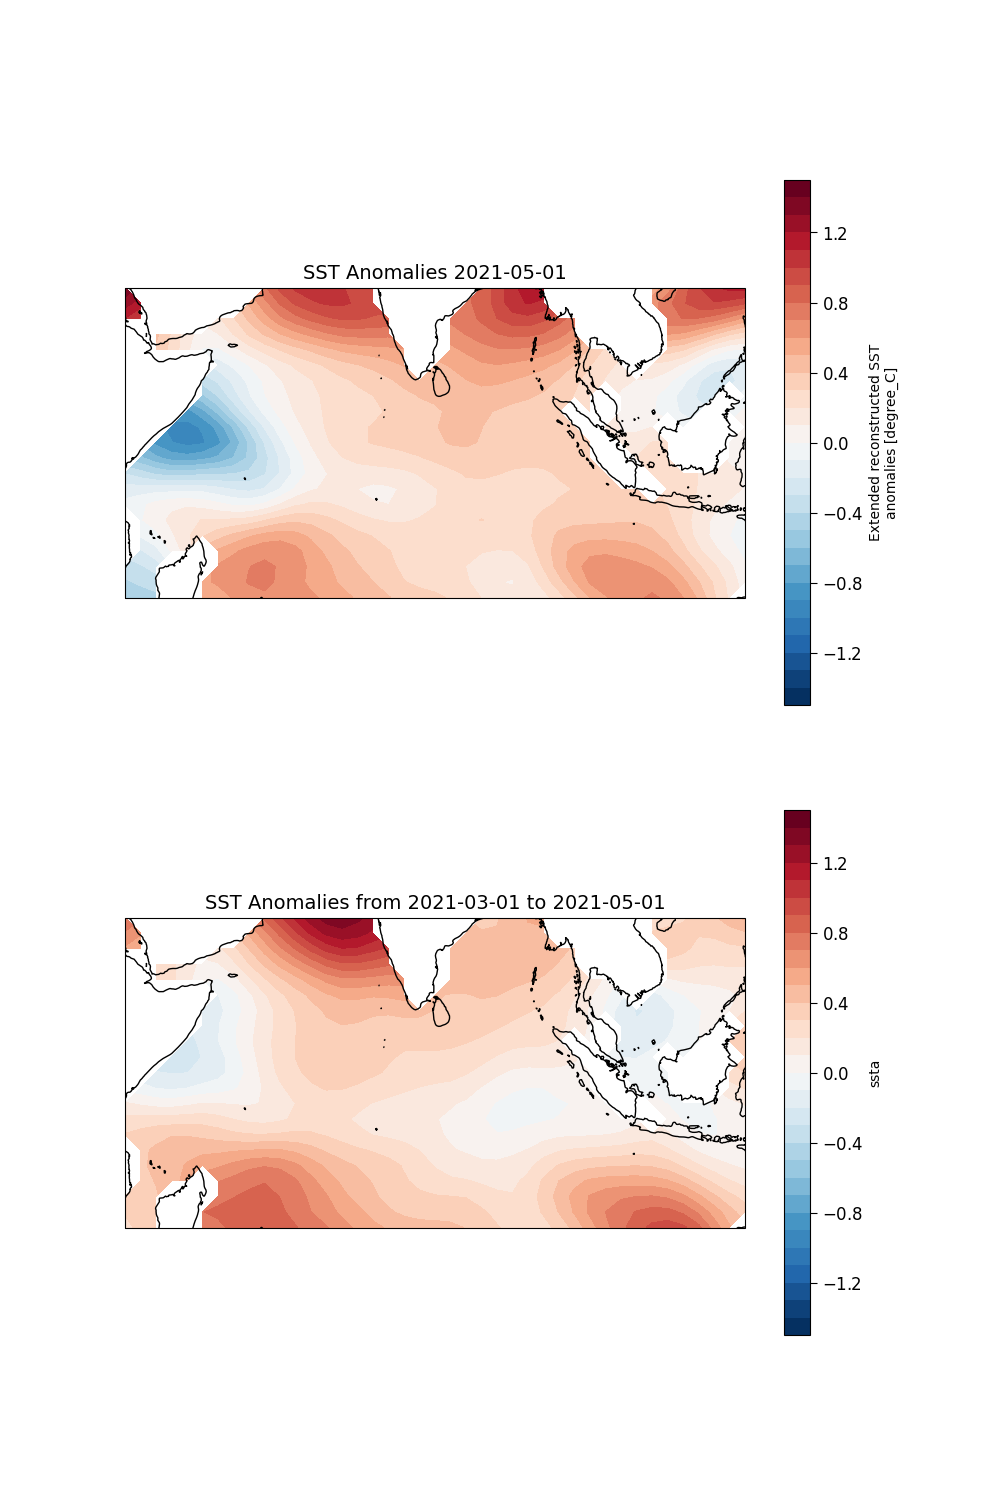 SST Anomalies 2021-05-01
1.2
0.8
0.4
0.0
−0.4
−0.8
−1.2
Extended reconstructed SST
anomalies [degree_C]
SST Anomalies from 2021-03-01 to 2021-05-01
1.2
0.8
0.4
0.0
−0.4
−0.8
−1.2
ssta